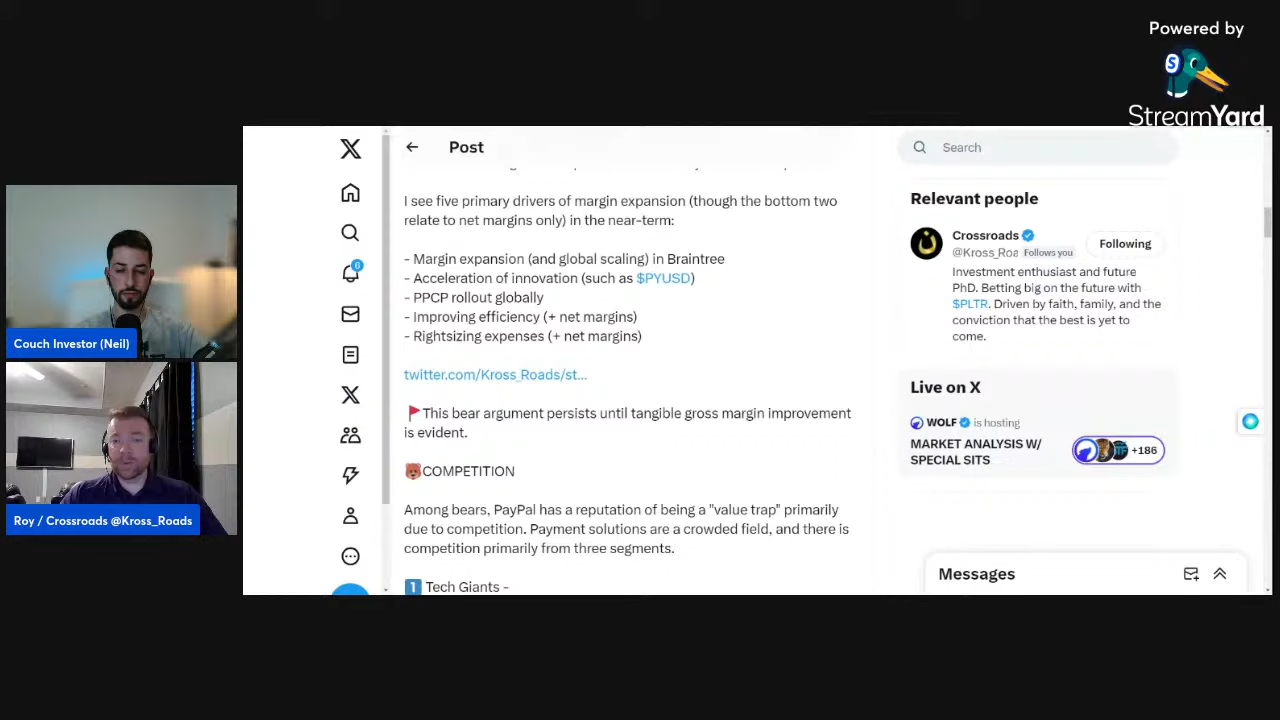 Powered by
StreamYard
Couch Investor (Neil)
Roy / Crossroads @Kross_Roads
Post
I see five primary drivers of margin expansion (though the bottom two
relate to net margins only) in the near-term:
- Margin expansion (and global scaling) in Braintree
- Acceleration of innovation (such as $PYUSD)
- PPCP rollout globally
- Improving efficiency (+ net margins)
- Rightsizing expenses (+ net margins)
twitter.com/Kross_Roads/st...
🚩This bear argument persists until tangible gross margin improvement
is evident.
🐻COMPETITION
Among bears, PayPal has a reputation of being a "value trap" primarily
due to competition. Payment solutions are a crowded field, and there is
competition primarily from three segments.
1️⃣ Tech Giants -
Search
Relevant people
Crossroads
@Kross_Roa Follows you
Following
Investment enthusiast and future
PhD. Betting big on the future with
$PLTR. Driven by faith, family, and the
conviction that the best is yet to
come.
Live on X
WOLF is hosting
MARKET ANALYSIS W/
SPECIAL SITS
+186
Messages